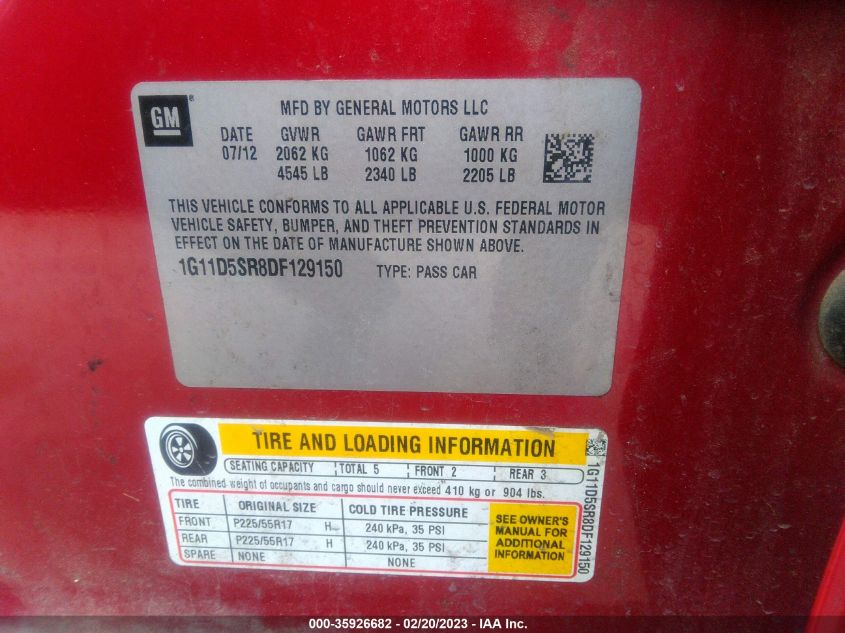 GM
MFD BY GENERAL MOTORS LLC
DATE GVWR GAWR FRT GAWR RR
07/12 2062 KG 1062 KG 1000 KG
4545 LB 2340 LB 2205 LB
THIS VEHICLE CONFORMS TO ALL APPLICABLE U.S. FEDERAL MOTOR
VEHICLE SAFETY, BUMPER, AND THEFT PREVENTION STANDARDS IN
EFFECT ON THE DATE OF MANUFACTURE SHOWN ABOVE.
1G11D5SR8DF129150 TYPE: PASS CAR
TIRE AND LOADING INFORMATION
SEATING CAPACITY TOTAL 5 FRONT 2 REAR 3
The combined weight of occupants and cargo should never exceed 410 kg or 904 lbs.
TIRE ORIGINAL SIZE COLD TIRE PRESSURE
FRONT P225/55R17 H 240 kPa, 35 PSI
REAR P225/55R17 H 240 kPa, 35 PSI
SPARE NONE NONE
SEE OWNER'S
MANUAL FOR
ADDITIONAL
INFORMATION
1G11D5SR8DF129150
000-35926682 / 02/20/2023 - IAA Inc.